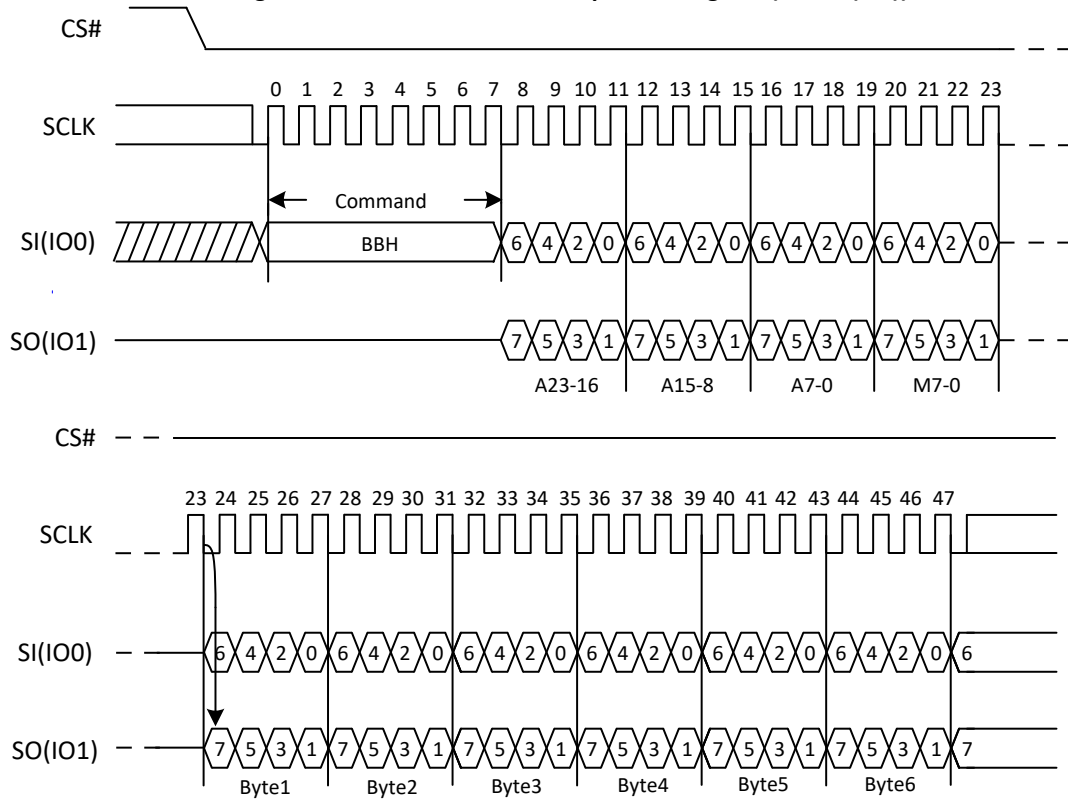 CS#
0 1 2 3 4 5 6 7 8 9 10 11 12 13 14 15 16 17 18 19 20 21 22 23
SCLK
Command
SI(IO0) BBH 6 4 2 0 6 4 2 0 6 4 2 0 6 4 2 0
SO(IO1) 7 5 3 1 7 5 3 1 7 5 3 1 7 5 3 1
A23-16 A15-8 A7-0 M7-0
CS#
23 24 25 26 27 28 29 30 31 32 33 34 35 36 37 38 39 40 41 42 43 44 45 46 47
SCLK
SI(IO0) 6 4 2 0 6 4 2 0 6 4 2 0 6 4 2 0 6 4 2 0 6 4 2 0 6
SO(IO1) 7 5 3 1 7 5 3 1 7 5 3 1 7 5 3 1 7 5 3 1 7 5 3 1 7
Byte1 Byte2 Byte3 Byte4 Byte5 Byte6